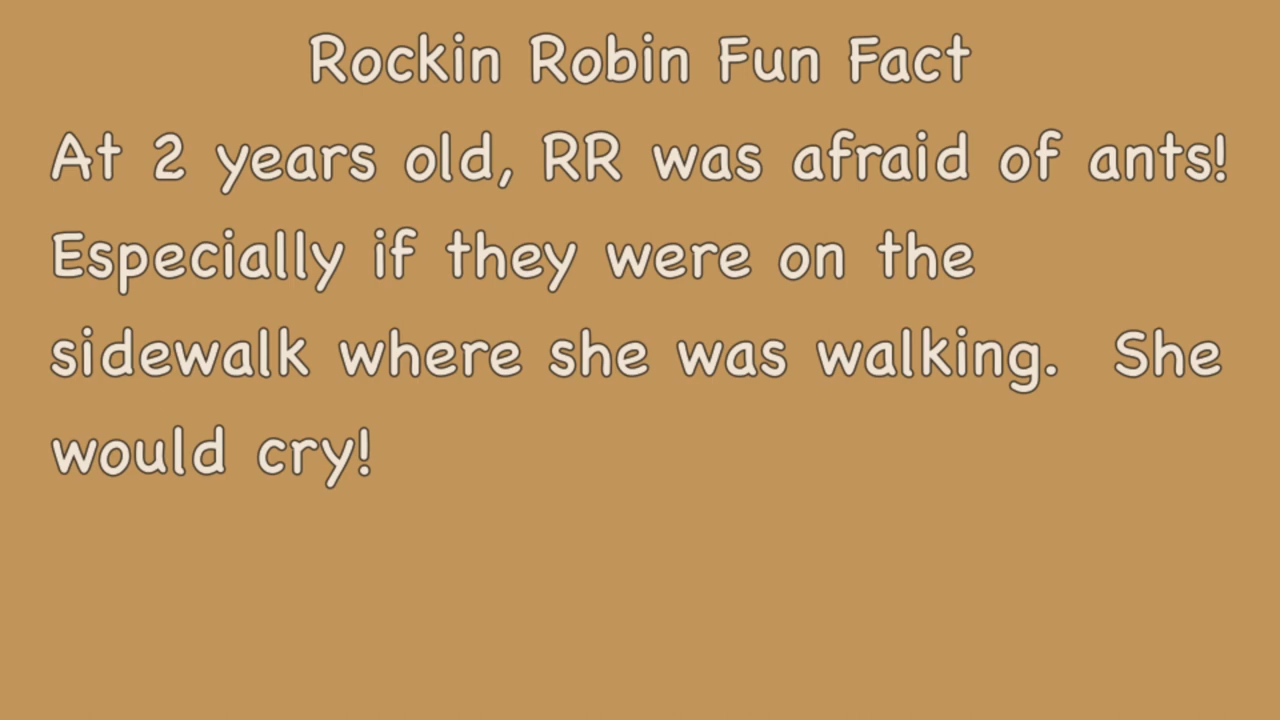 Rockin Robin Fun Fact
At 2 years old, RR was afraid of ants!
Especially if they were on the
sidewalk where she was walking.  She
would cry!